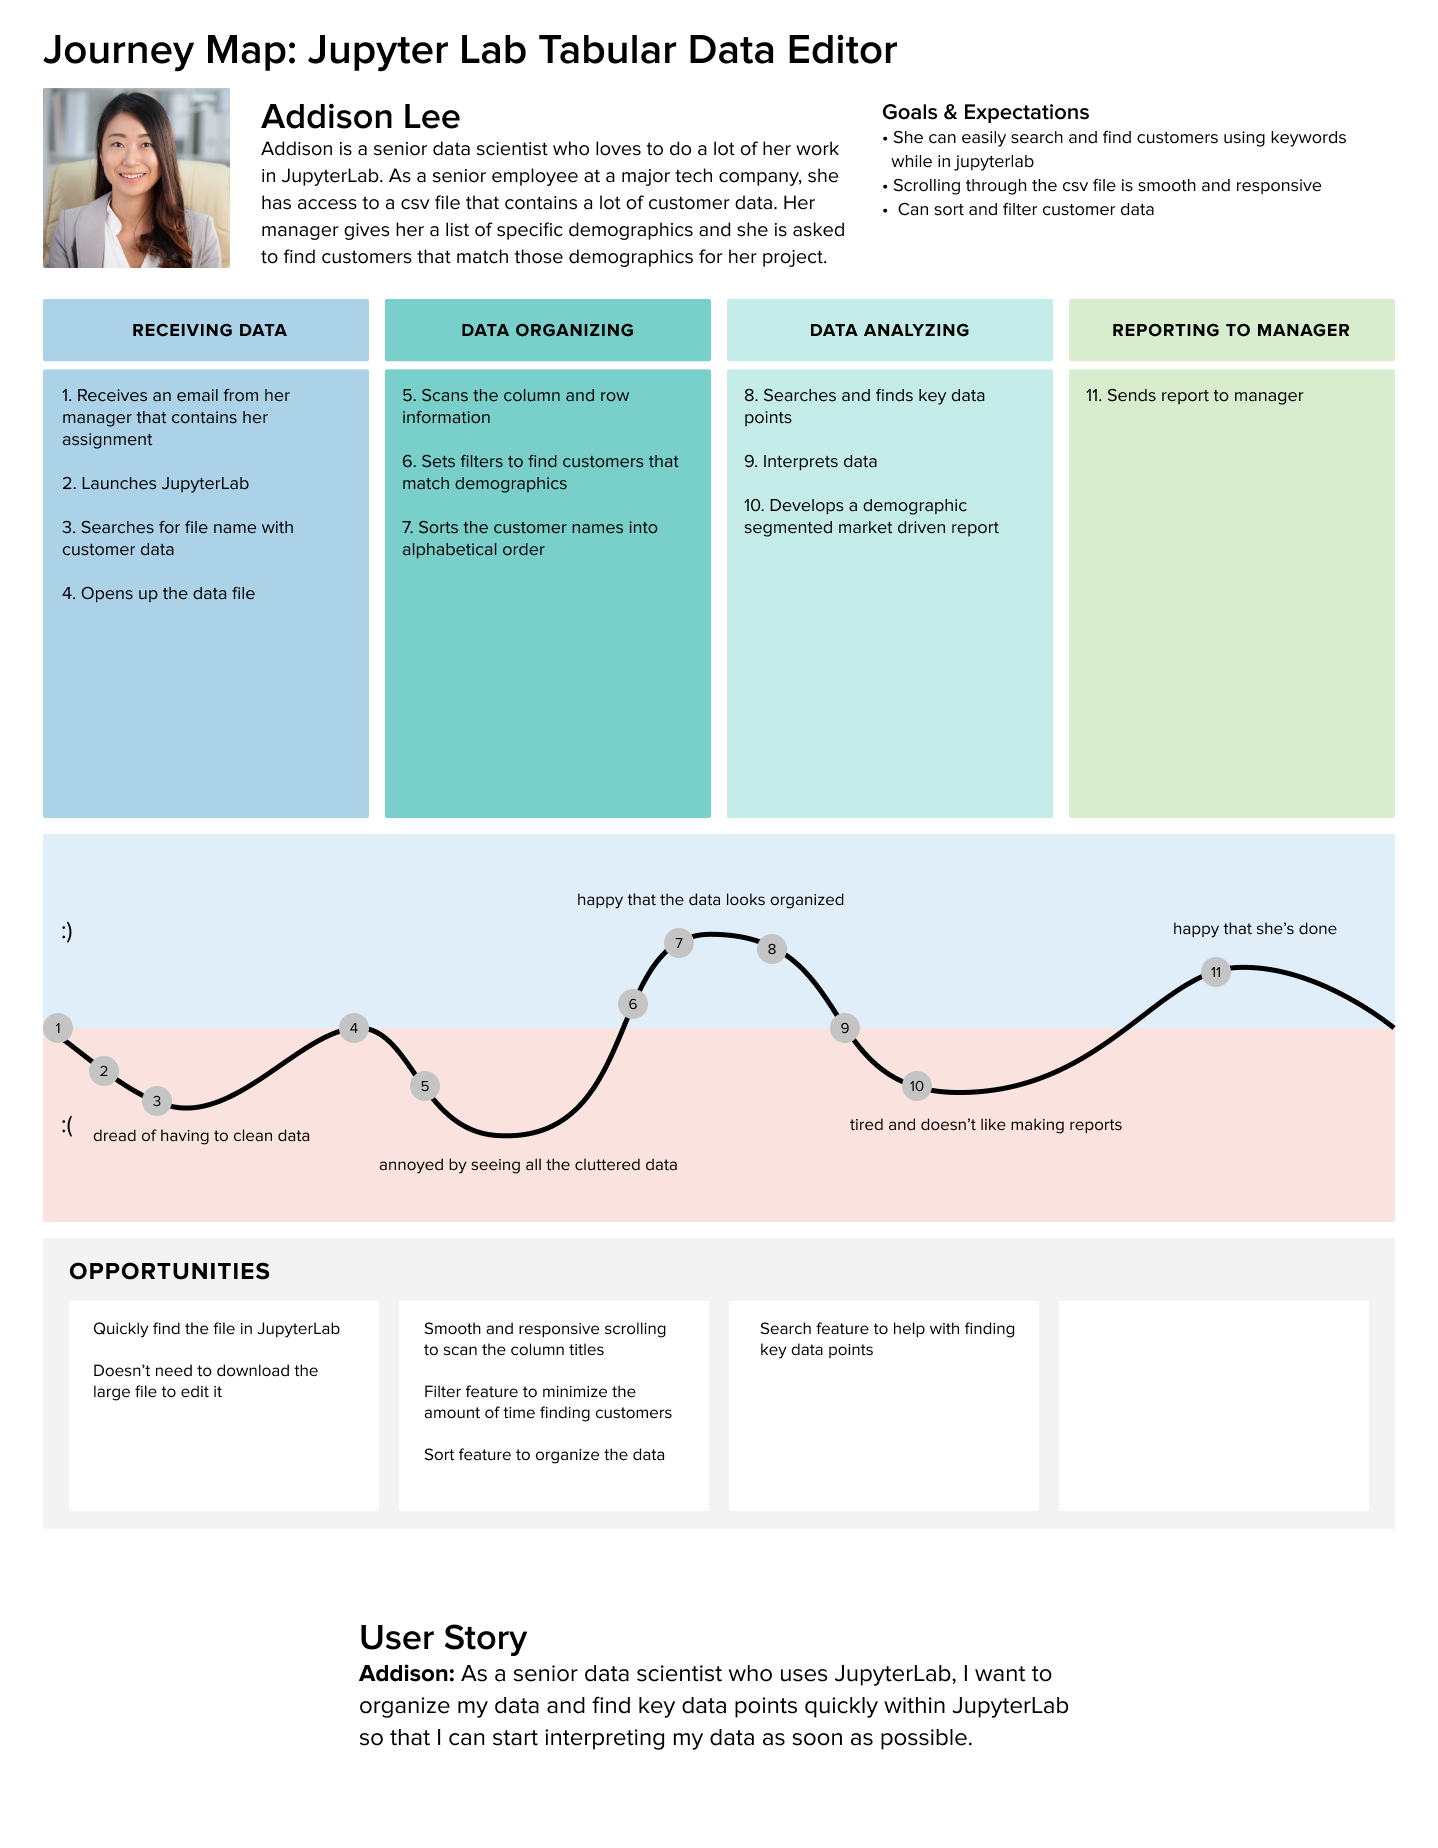 Journey Map: Jupyter Lab Tabular Data Editor
Addison Lee
Addison is a senior data scientist who loves to do a lot of her work
in JupyterLab. As a senior employee at a major tech company, she
has access to a csv file that contains a lot of customer data. Her
manager gives her a list of specific demographics and she is asked
to find customers that match those demographics for her project.
Goals & Expectations
• She can easily search and find customers using keywords
while in jupyterlab
• Scrolling through the csv file is smooth and responsive
• Can sort and filter customer data
RECEIVING DATA
1. Receives an email from her
manager that contains her
assignment
2. Launches JupyterLab
3. Searches for file name with
customer data
4. Opens up the data file
DATA ORGANIZING
5. Scans the column and row
information
6. Sets filters to find customers that
match demographics
7. Sorts the customer names into
alphabetical order
DATA ANALYZING
8. Searches and finds key data
points
9. Interprets data
10. Develops a demographic
segmented market driven report
REPORTING TO MANAGER
11. Sends report to manager
:)
:(
1
2
3
dread of having to clean data
4
5
annoyed by seeing all the cluttered data
6
7
happy that the data looks organized
8
9
10
tired and doesn't like making reports
11
happy that she's done
OPPORTUNITIES
Quickly find the file in JupyterLab
Doesn't need to download the
large file to edit it
Smooth and responsive scrolling
to scan the column titles
Filter feature to minimize the
amount of time finding customers
Sort feature to organize the data
Search feature to help with finding
key data points
User Story
Addison: As a senior data scientist who uses JupyterLab, I want to
organize my data and find key data points quickly within JupyterLab
so that I can start interpreting my data as soon as possible.